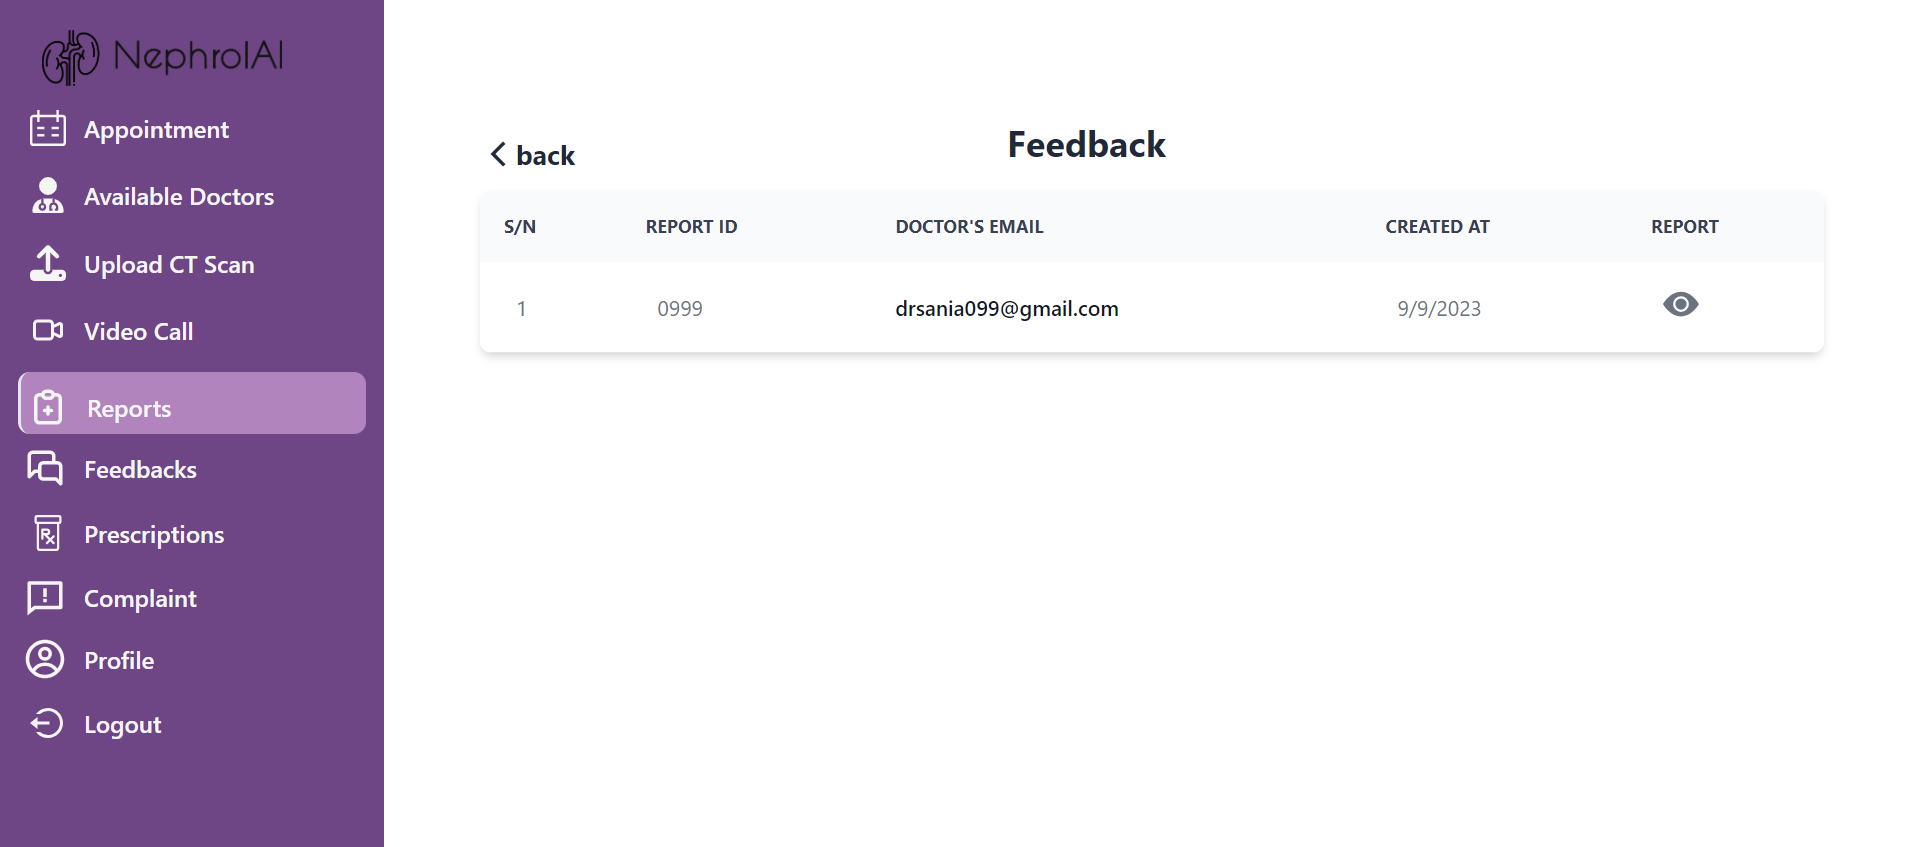 NephrolAI
Appointment
Available Doctors
Upload CT Scan
Video Call
Reports
Feedbacks
Prescriptions
Complaint
Profile
Logout
back
Feedback
S/N REPORT ID DOCTOR'S EMAIL CREATED AT REPORT
1 0999 drsania099@gmail.com 9/9/2023